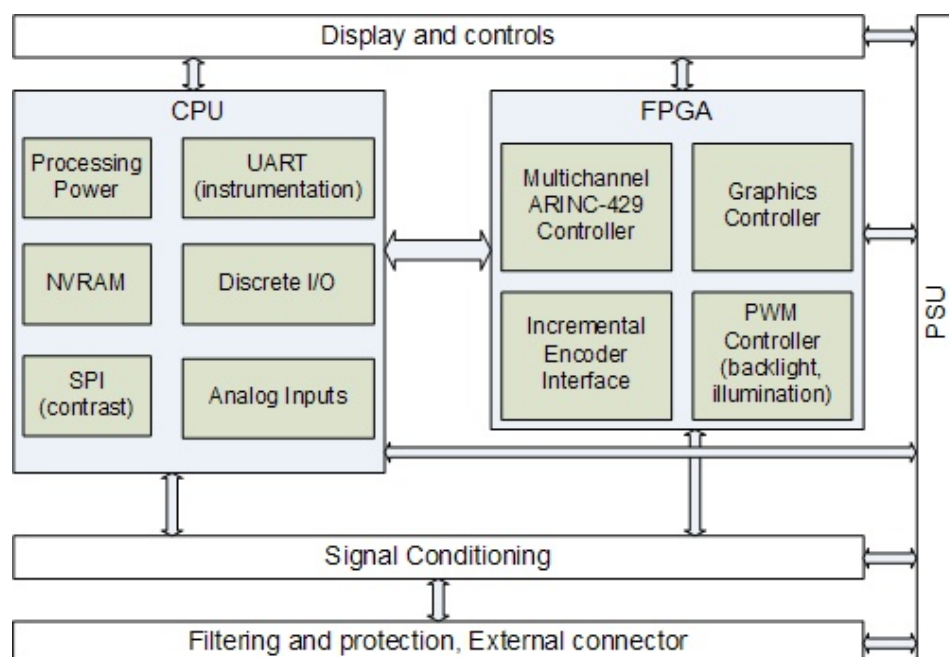 Display and controls
CPU
Processing
Power
UART
(instrumentation)
NVRAM
Discrete I/O
SPI
(contrast)
Analog Inputs
FPGA
Multichannel
ARINC-429
Controller
Graphics
Controller
Incremental
Encoder
Interface
PWM
Controller
(backlight,
illumination)
PSU
Signal Conditioning
Filtering and protection, External connector